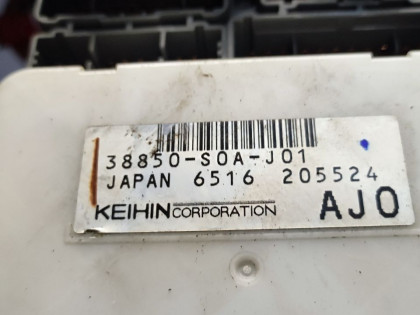 38850-S0A-J01
JAPAN 6516 205524
KEIHIN CORPORATION AJ0